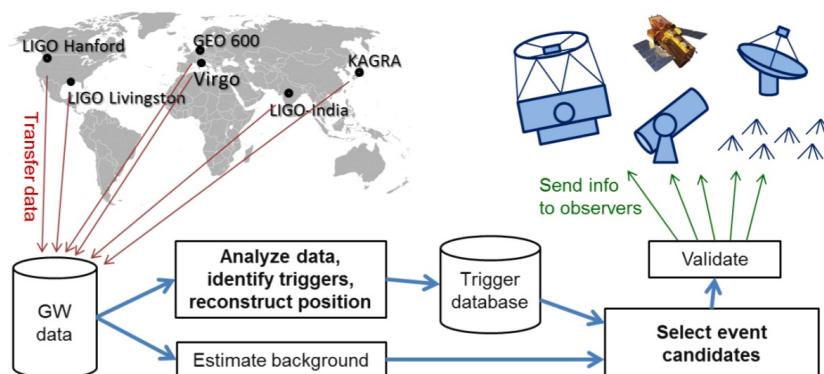 LIGO Hanford
GEO 600
KAGRA
Virgo
LIGO Livingston
LIGO-India
Transfer data
Send info
to observers
GW
data
Analyze data,
identify triggers,
reconstruct position
Trigger
database
Validate
Estimate background
Select event
candidates